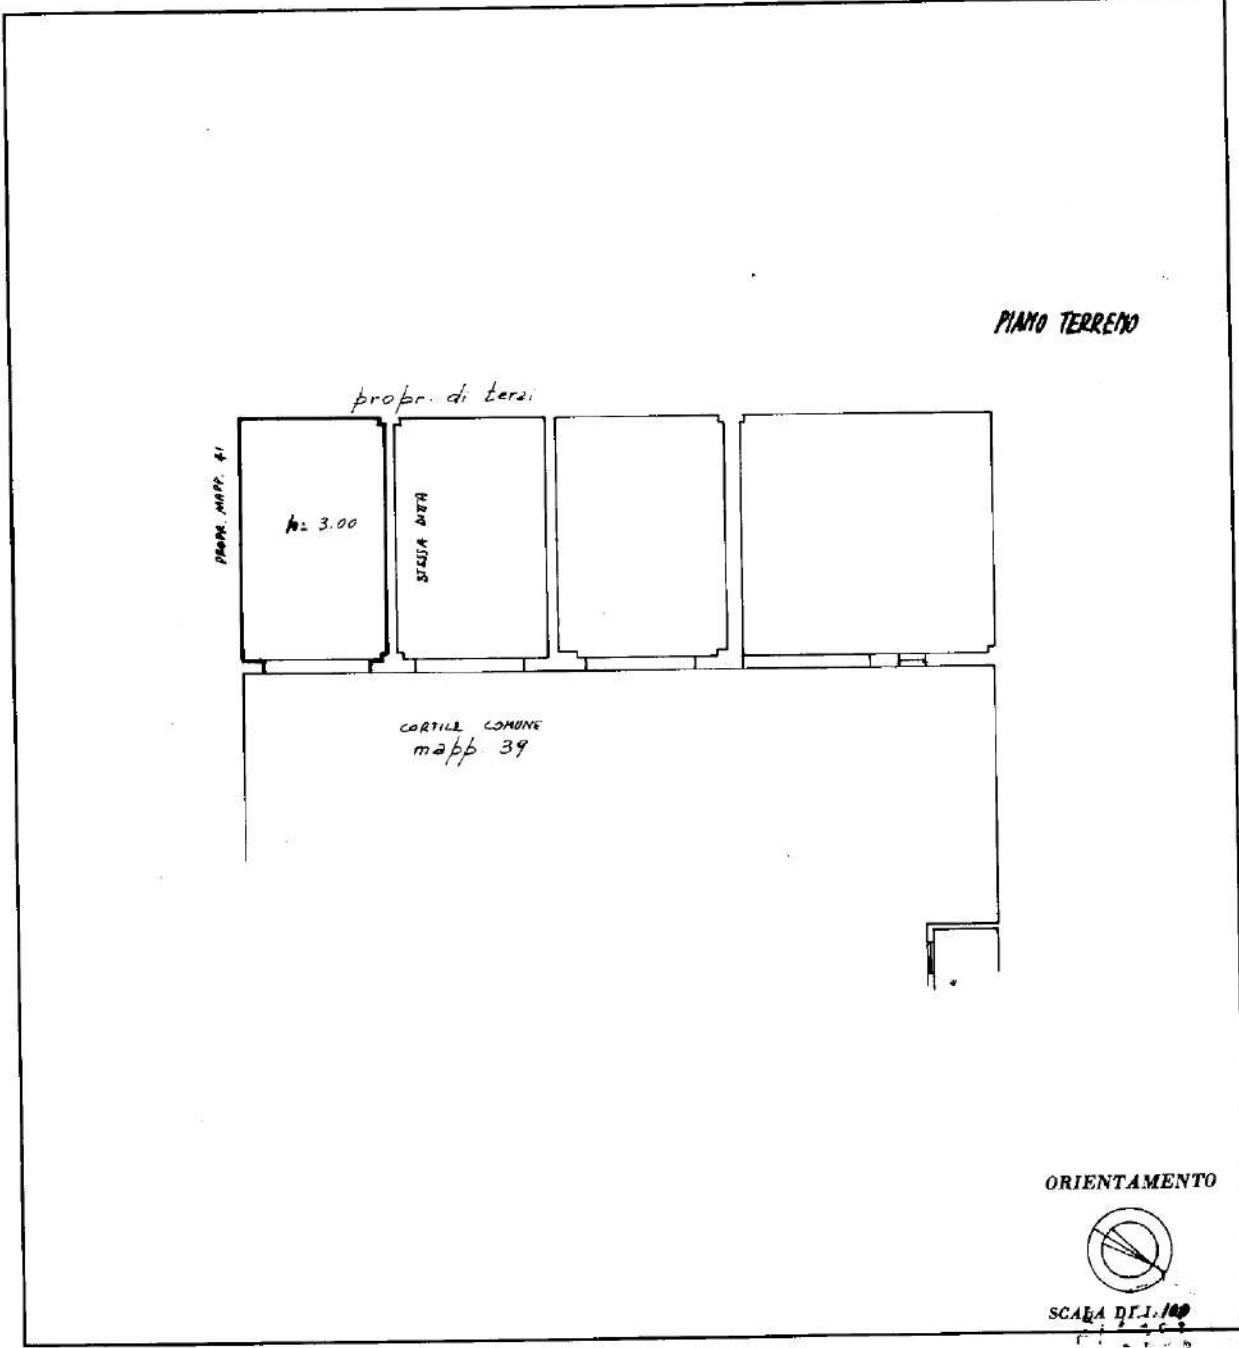 PIANO TERRENO
propr. di terzi
PROPR. MAPP. 41
h= 3.00
STESSA DITTA
CORTILE COMUNE
mapp. 39
ORIENTAMENTO
SCALA DI 1:100